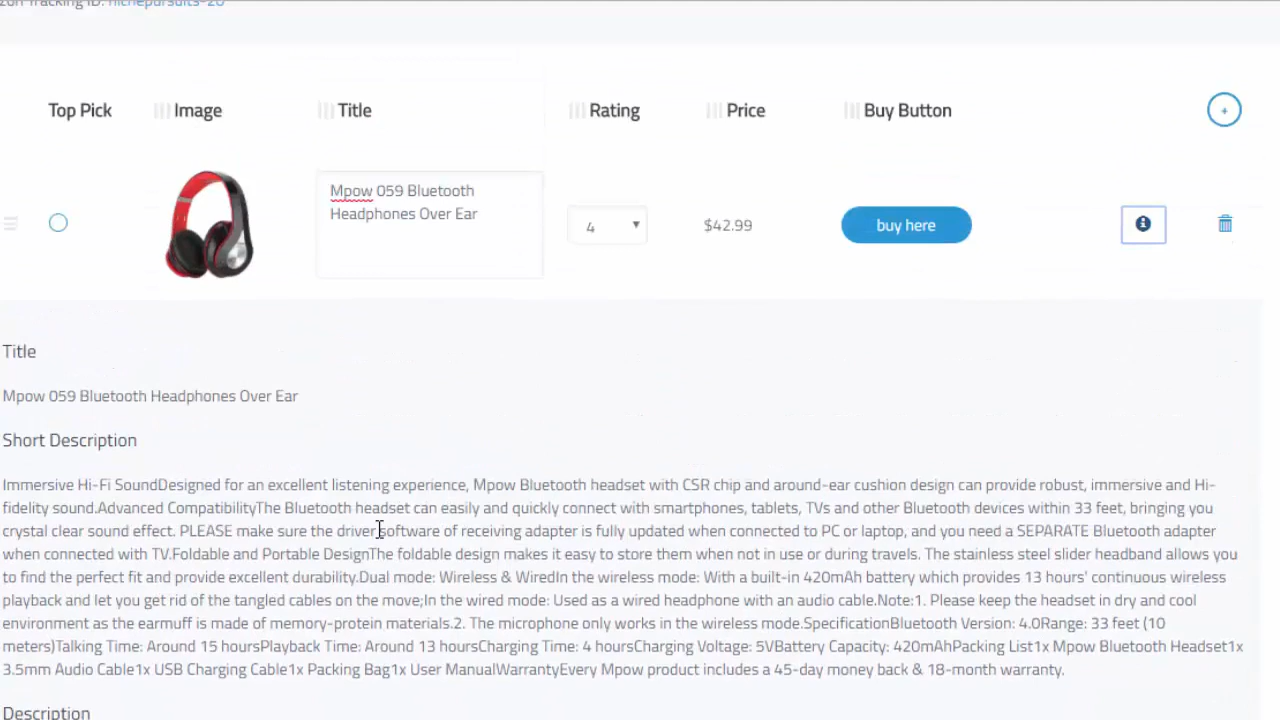 Tracking ID: nichepursuits-20
Top Pick Image Title Rating Price Buy Button +
Mpow 059 Bluetooth
Headphones Over Ear
4 $42.99 buy here
Title
Mpow 059 Bluetooth Headphones Over Ear
Short Description
Immersive Hi-Fi SoundDesigned for an excellent listening experience, Mpow Bluetooth headset with CSR chip and around-ear cushion design can provide robust, immersive and Hi-
fidelity sound.Advanced CompatibilityThe Bluetooth headset can easily and quickly connect with smartphones, tablets, TVs and other Bluetooth devices within 33 feet, bringing you
crystal clear sound effect. PLEASE make sure the driver software of receiving adapter is fully updated when connected to PC or laptop, and you need a SEPARATE Bluetooth adapter
when connected with TV.Foldable and Portable DesignThe foldable design makes it easy to store them when not in use or during travels. The stainless steel slider headband allows you
to find the perfect fit and provide excellent durability.Dual mode: Wireless & WiredIn the wireless mode: With a built-in 420mAh battery which provides 13 hours' continuous wireless
playback and let you get rid of the tangled cables on the move;In the wired mode: Used as a wired headphone with an audio cable.Note:1. Please keep the headset in dry and cool
environment as the earmuff is made of memory-protein materials.2. The microphone only works in the wireless mode.SpecificationBluetooth Version: 4.0Range: 33 feet (10
meters)Talking Time: Around 15 hoursPlayback Time: Around 13 hoursCharging Time: 4 hoursCharging Voltage: 5VBattery Capacity: 420mAhPacking List1x Mpow Bluetooth Headset1x
3.5mm Audio Cable1x USB Charging Cable1x Packing Bag1x User ManualWarrantyEvery Mpow product includes a 45-day money back & 18-month warranty.
Description